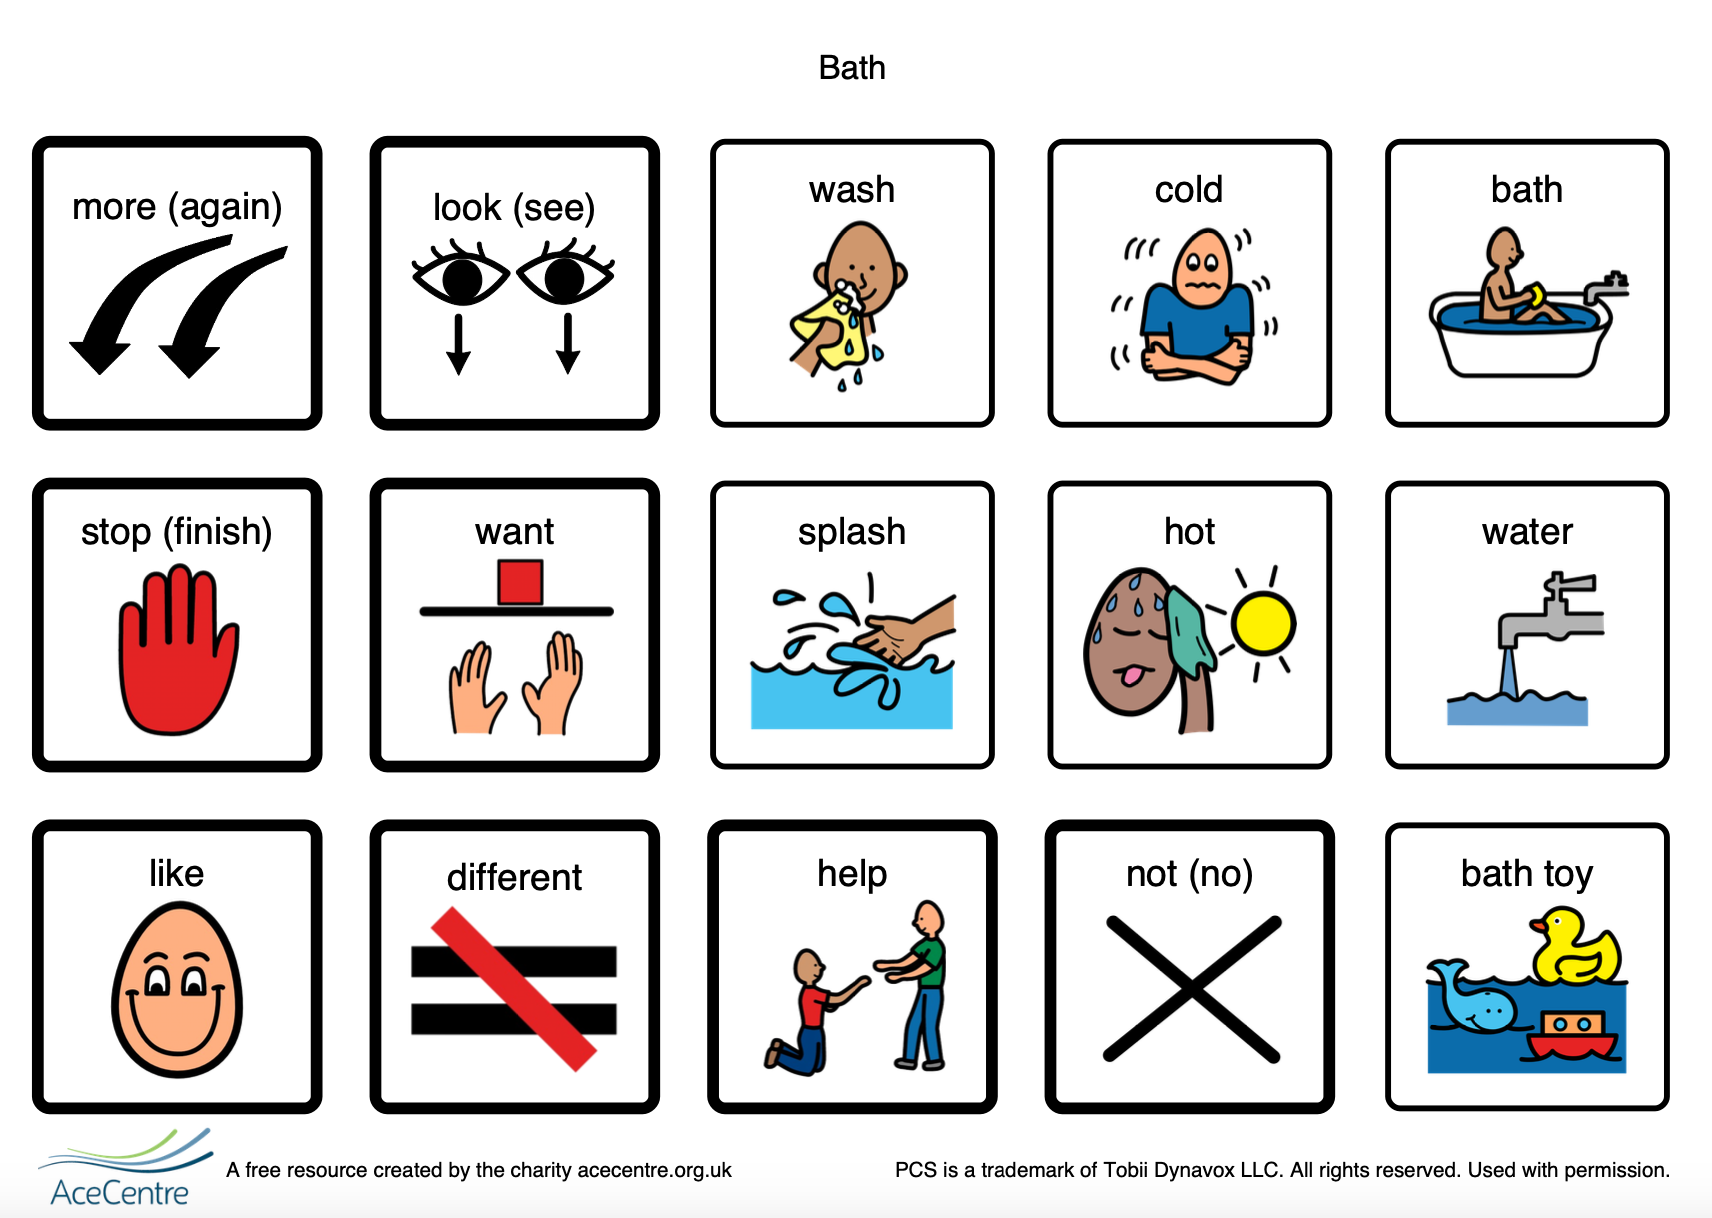 Bath
more (again)
look (see)
wash
cold
bath
stop (finish)
want
splash
hot
water
like
different
help
not (no)
bath toy
AceCentre
A free resource created by the charity acecentre.org.uk
PCS is a trademark of Tobii Dynavox LLC. All rights reserved. Used with permission.